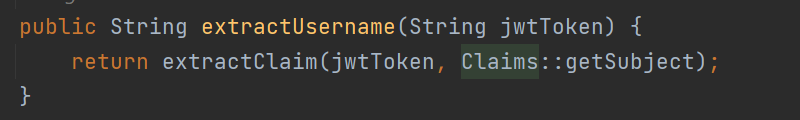 public String extractUsername(String jwtToken) {
    return extractClaim(jwtToken, Claims::getSubject);
}